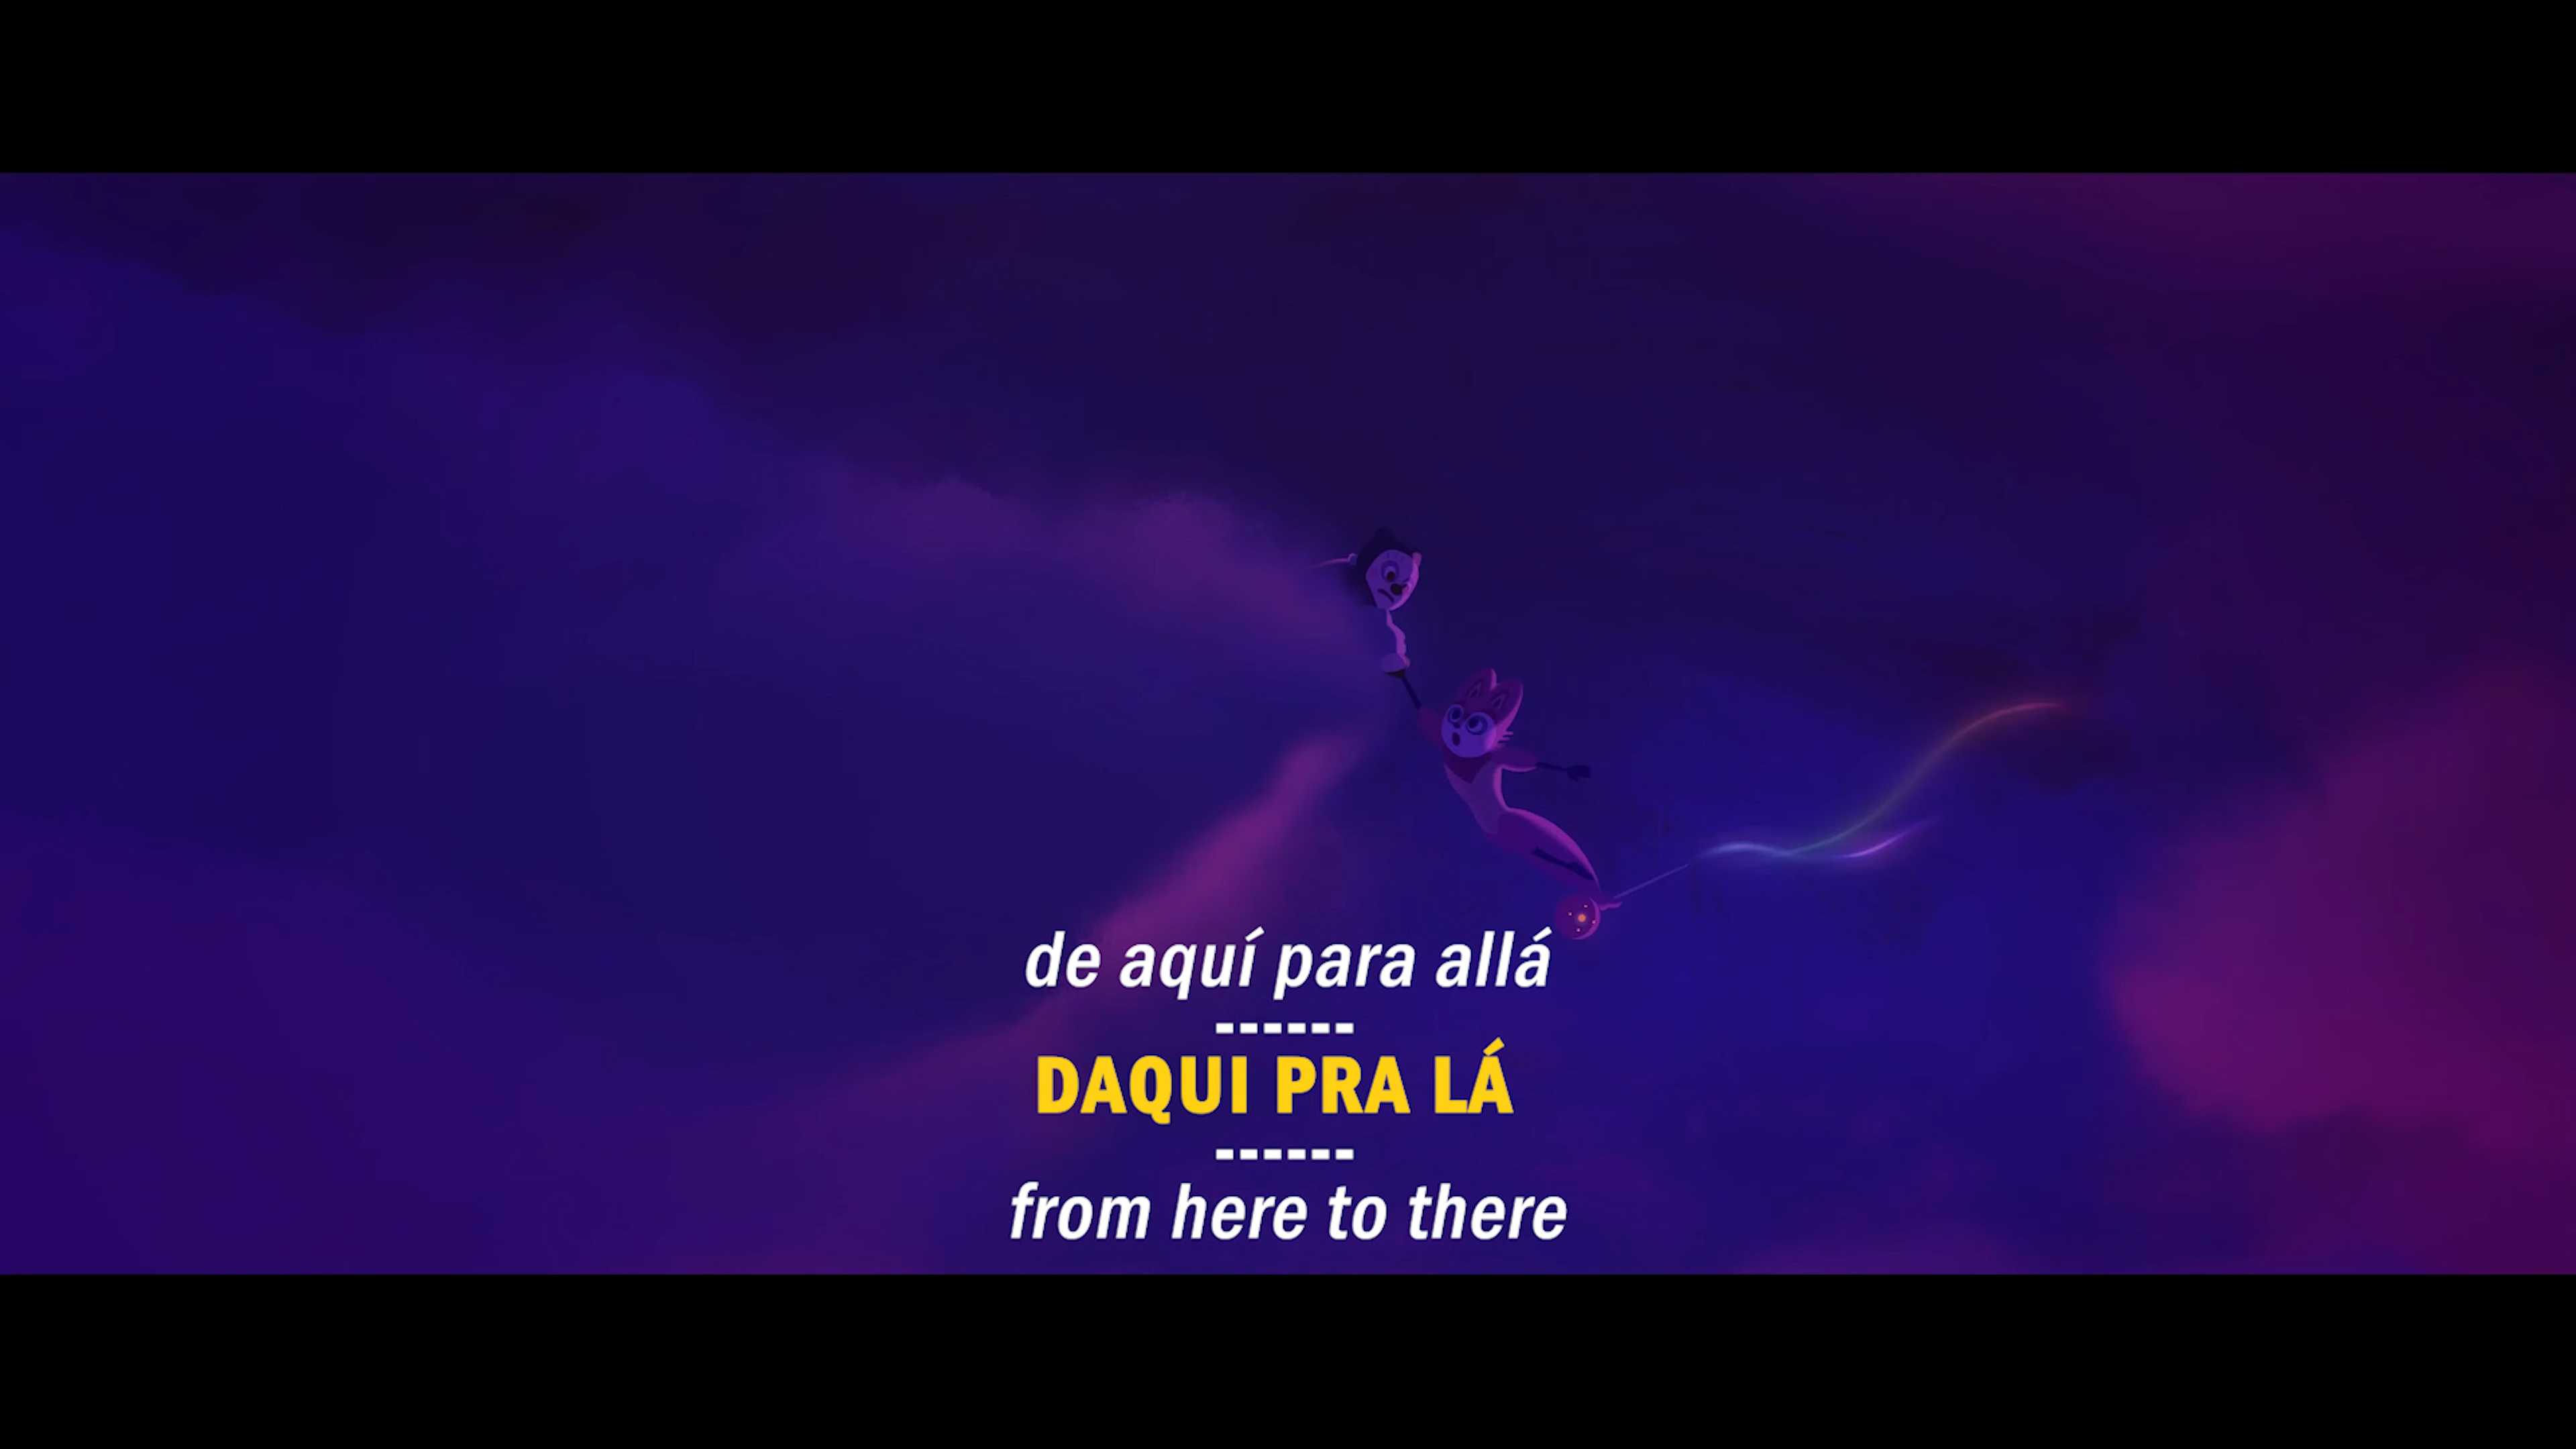 de aquí para allá
------
DAQUI PRA LÁ
------
from here to there